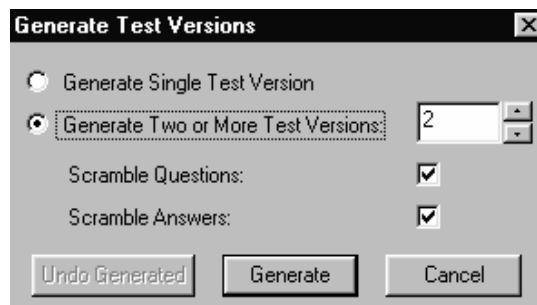 Generate Test Versions
Generate Single Test Version
Generate Two or More Test Versions: 2
Scramble Questions:
Scramble Answers:
Undo Generated Generate Cancel